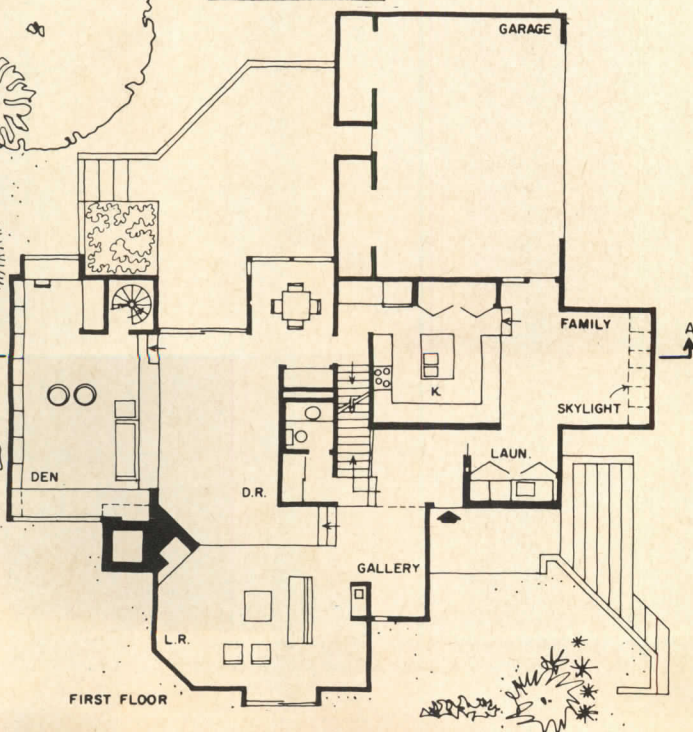 GARAGE
FAMILY
A
SKYLIGHT
K.
LAUN.
DEN
D.R.
GALLERY
L.R.
FIRST FLOOR